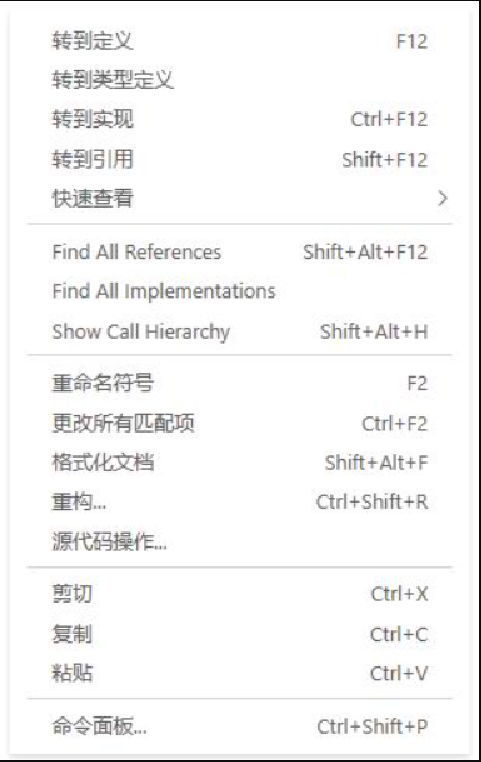 转到定义 F12
转到类型定义
转到实现 Ctrl+F12
转到引用 Shift+F12
快速查看
Find All References Shift+Alt+F12
Find All Implementations
Show Call Hierarchy Shift+Alt+H
重命名符号 F2
更改所有匹配项 Ctrl+F2
格式化文档 Shift+Alt+F
重构... Ctrl+Shift+R
源代码操作...
剪切 Ctrl+X
复制 Ctrl+C
粘贴 Ctrl+V
命令面板... Ctrl+Shift+P